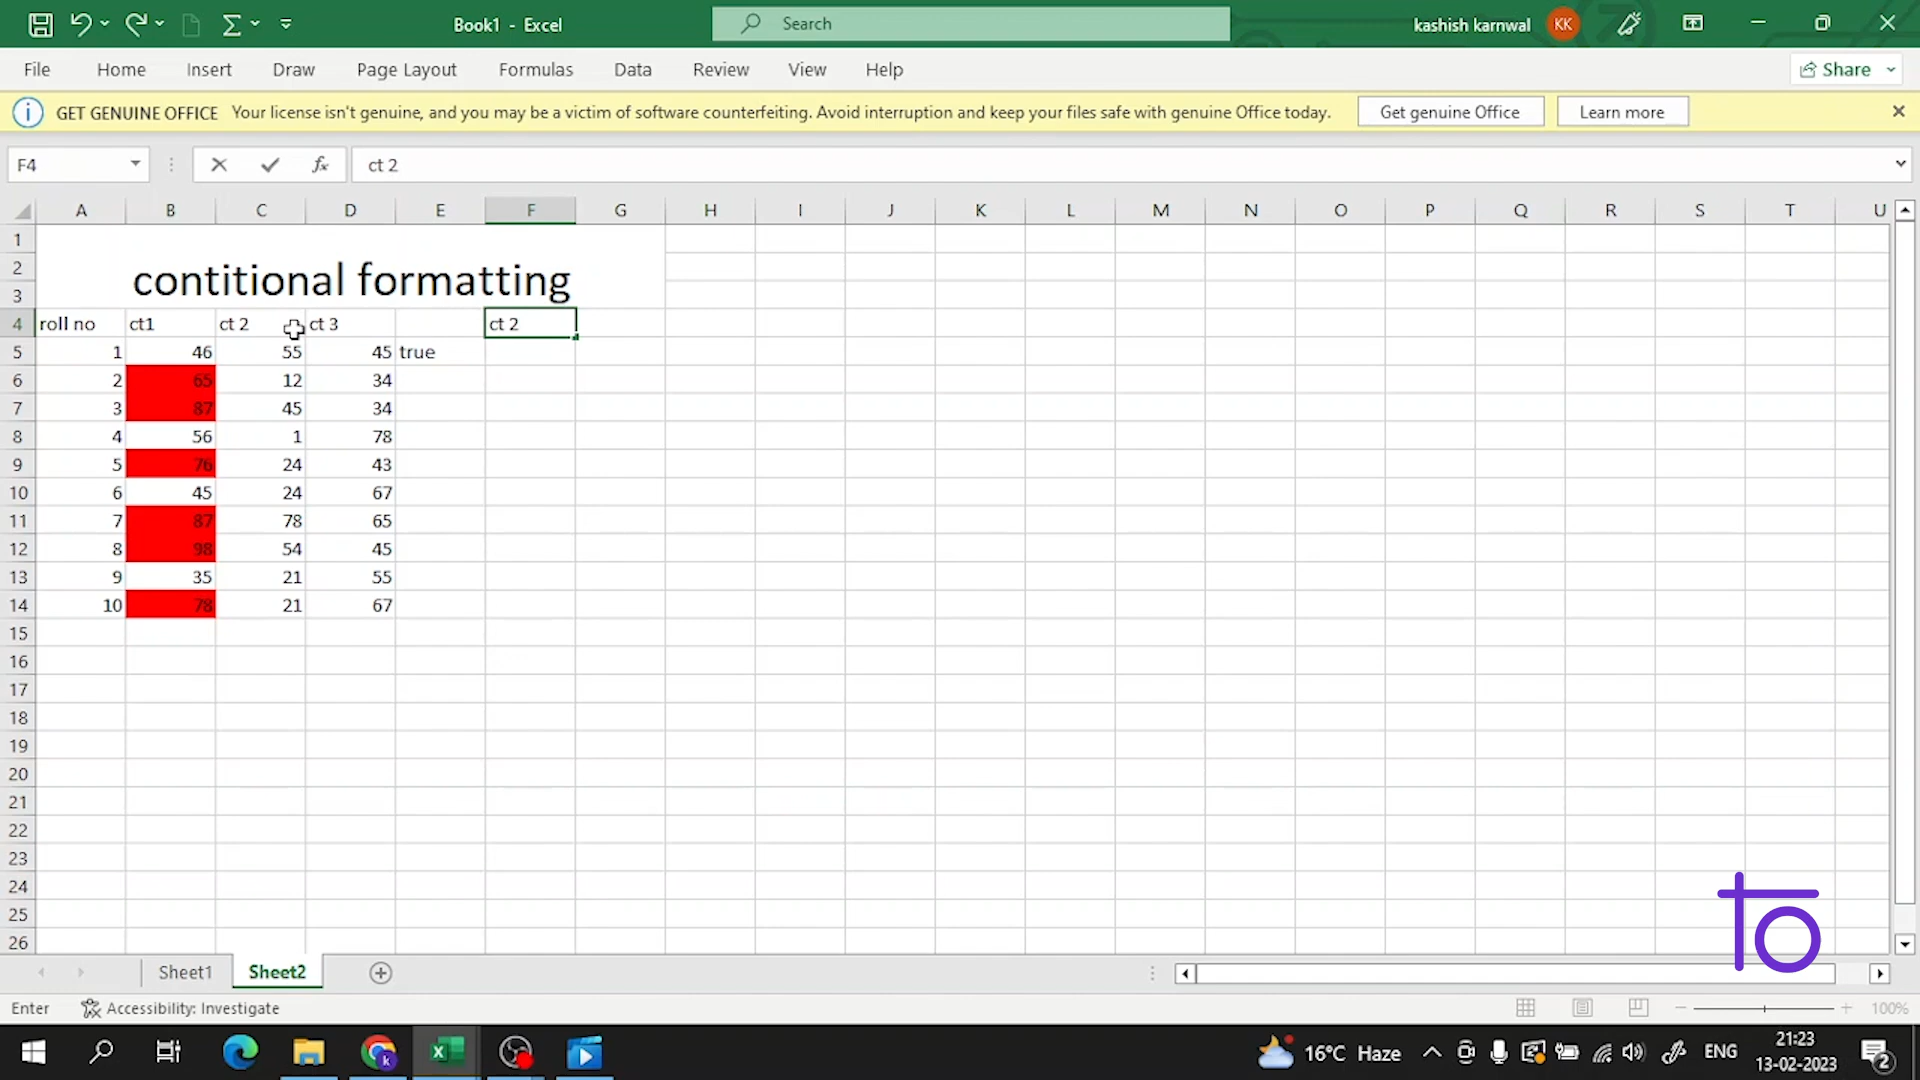 Book1 - Excel
Search
kashish karnwal KK
File Home Insert Draw Page Layout Formulas Data Review View Help Share
GET GENUINE OFFICE Your license isn't genuine, and you may be a victim of software counterfeiting. Avoid interruption and keep your files safe with genuine Office today. Get genuine Office Learn more
F4 fx ct 2
A B C D E F G H I J K L M N O P Q R S T U
1
2
contitional formatting
3
4 roll no ct1 ct 2 ct 3 ct 2
5 1 46 55 45 true
6 2 65 12 34
7 3 87 45 34
8 4 56 1 78
9 5 76 24 43
10 6 45 24 67
11 7 87 78 65
12 8 98 54 45
13 9 35 21 55
14 10 78 21 67
15
16
17
18
19
20
21
22
23
24
25
26
to
Sheet1 Sheet2
Enter Accessibility: Investigate 100%
16°C Haze ENG 21:23
13-02-2023 2